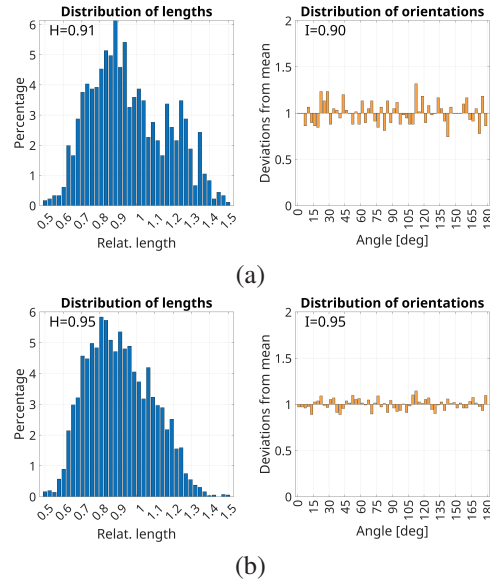 Distribution of lengths
H=0.91
Percentage
6
5
4
3
2
1
0
0.5 0.6 0.7 0.8 0.9 1 1.1 1.2 1.3 1.4 1.5
Relat. length
Distribution of orientations
I=0.90
Deviations from mean
2
1.5
1
0.5
0
0 15 30 45 60 75 90 105 120 135 150 165 180
Angle [deg]
(a)
Distribution of lengths
H=0.95
Percentage
6
5
4
3
2
1
0
0.5 0.6 0.7 0.8 0.9 1 1.1 1.2 1.3 1.4 1.5
Relat. length
Distribution of orientations
I=0.95
Deviations from mean
2
1.5
1
0.5
0
0 15 30 45 60 75 90 105 120 135 150 165 180
Angle [deg]
(b)